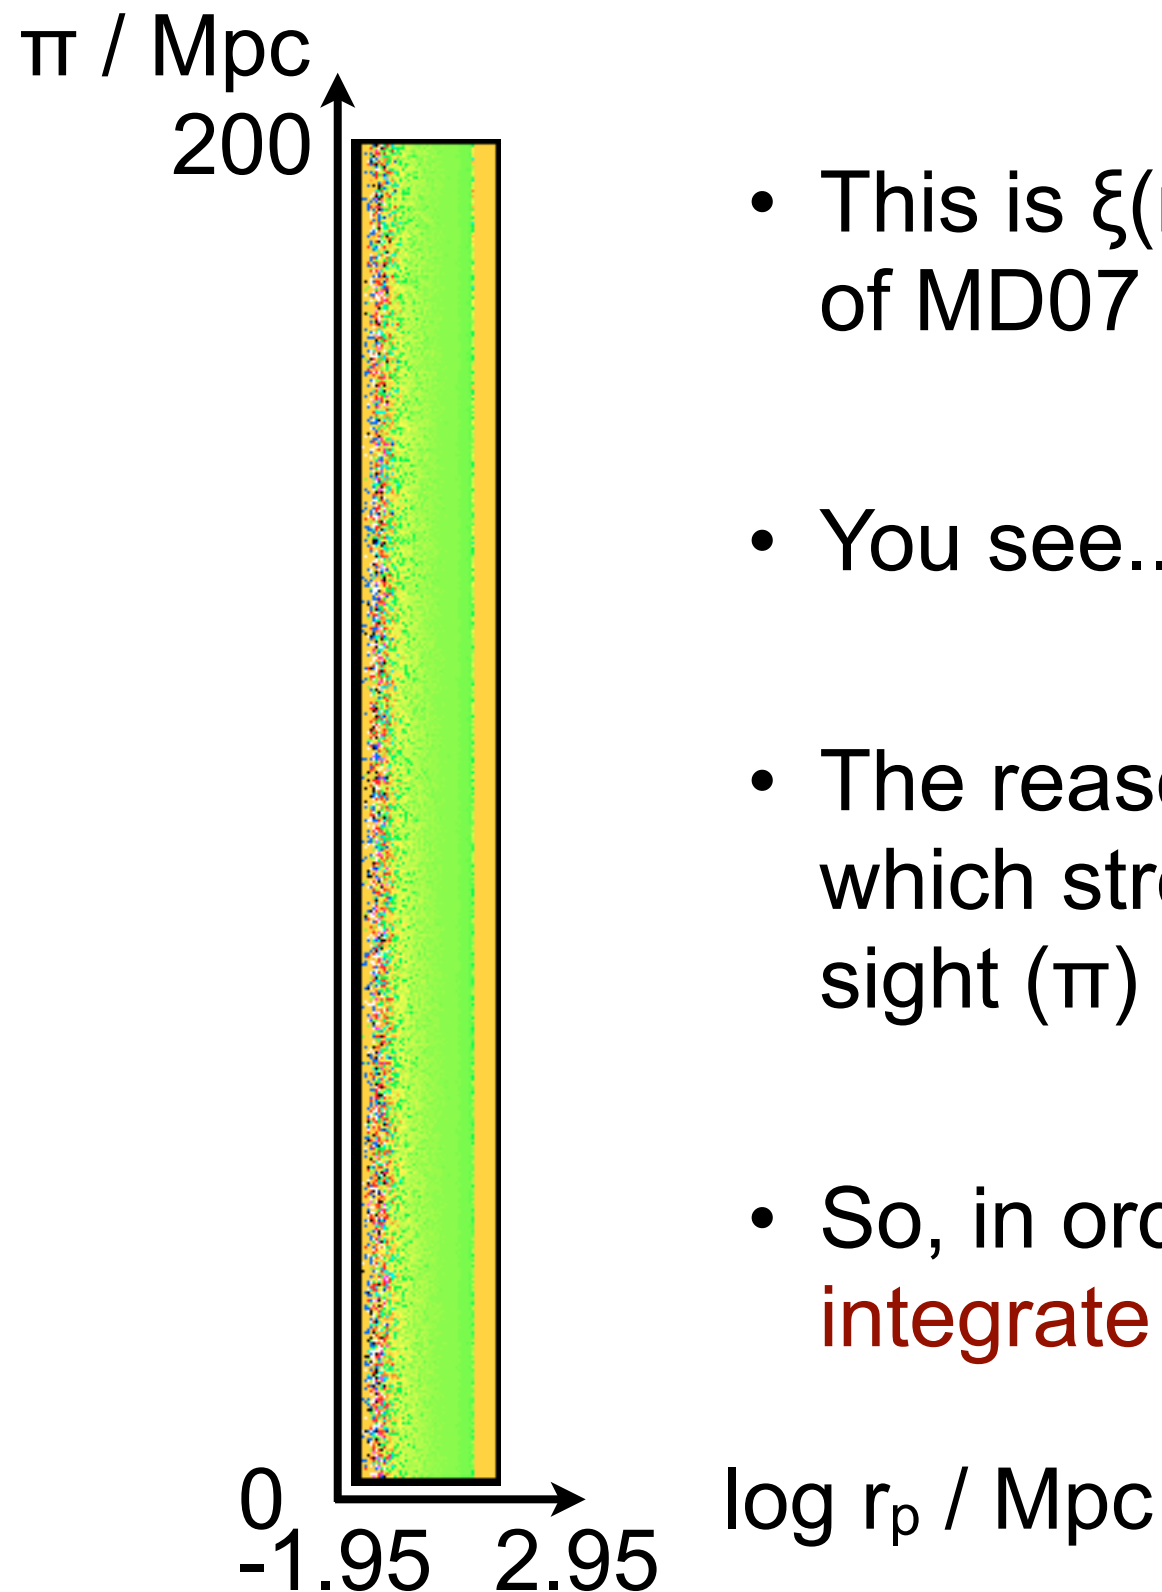 π / Mpc
200
• This is ξ(
of MD07
• You see..
• The reas
which str
sight (π)
• So, in or
integrate
0
-1.95 2.95
log rp / Mpc